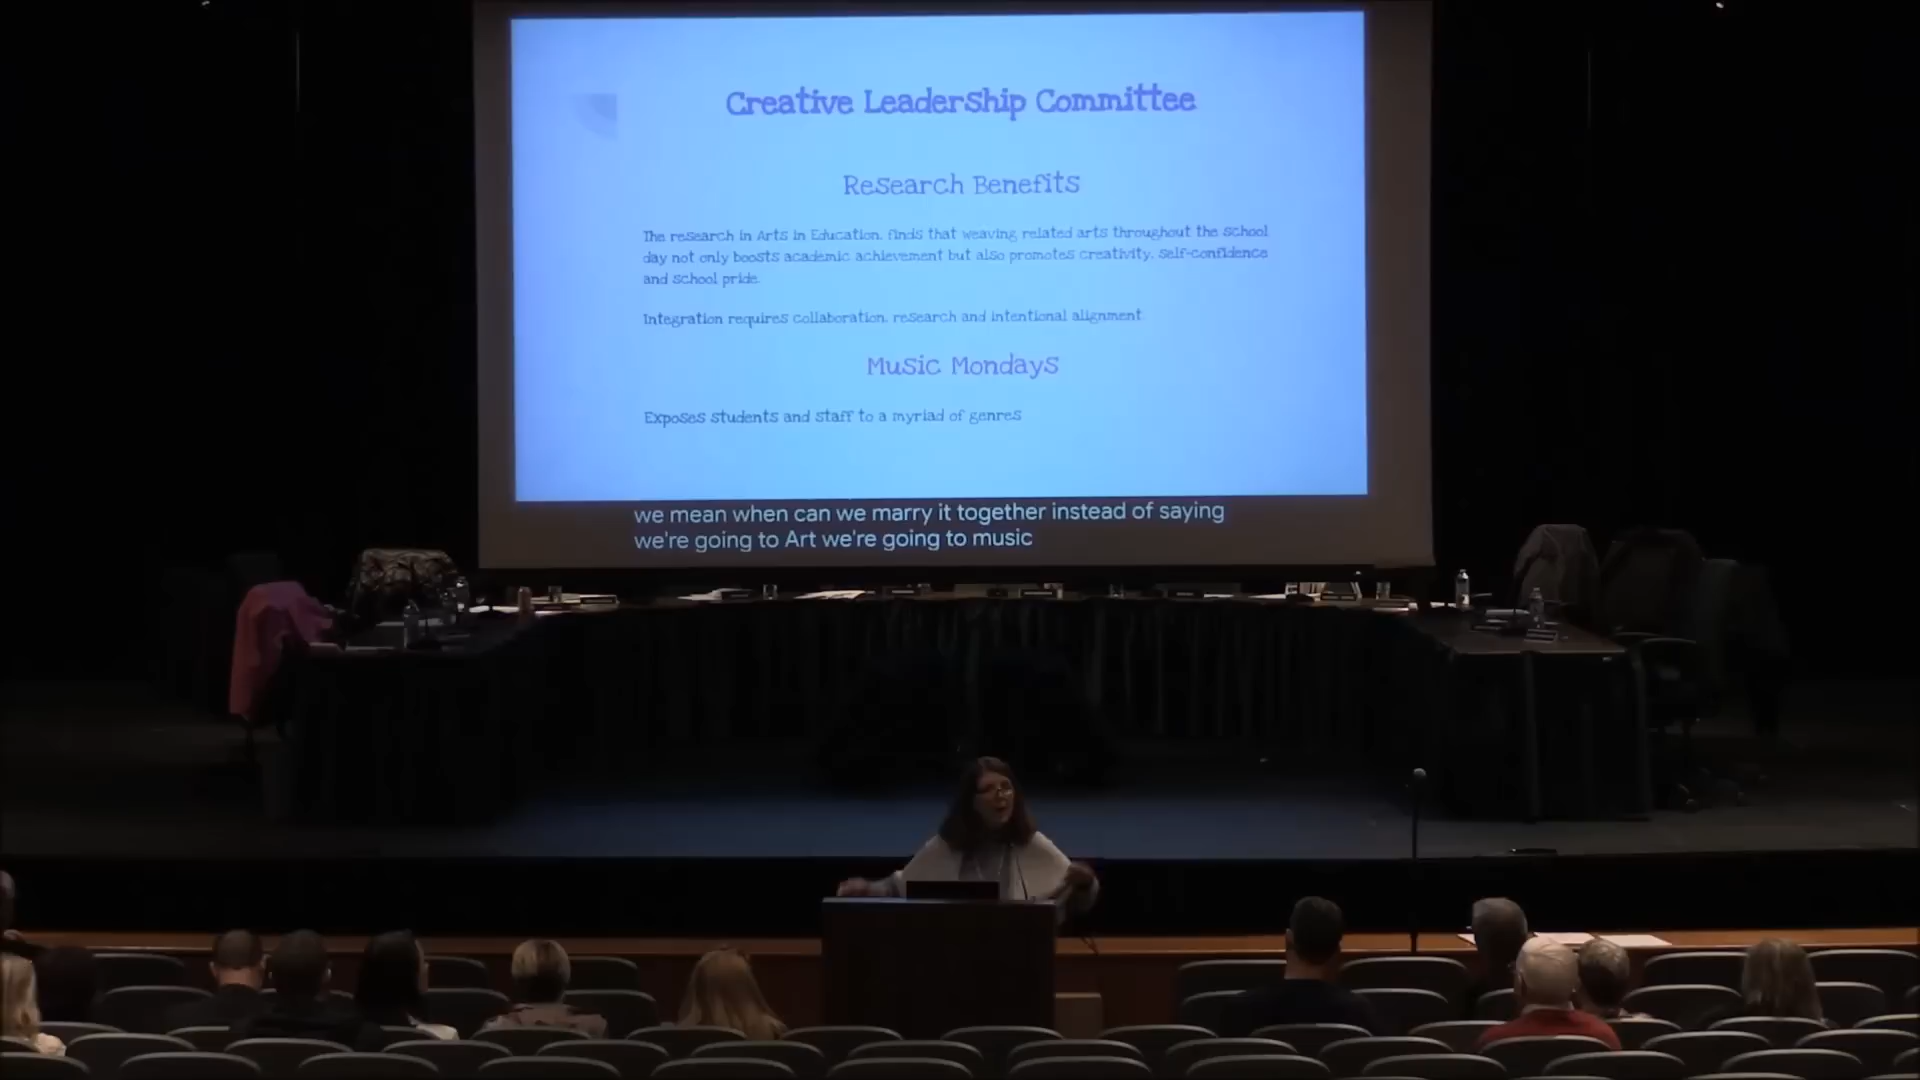 Creative Leadership Committee
Research Benefits
The research in Arts in Education, finds that weaving related arts throughout the school
day not only boosts academic achievement but also promotes creativity, self-confidence
and school pride.
Integration requires collaboration, research and intentional alignment
Music Mondays
Exposes students and staff to a myriad of genres
we mean when can we marry it together instead of saying
we're going to Art we're going to music